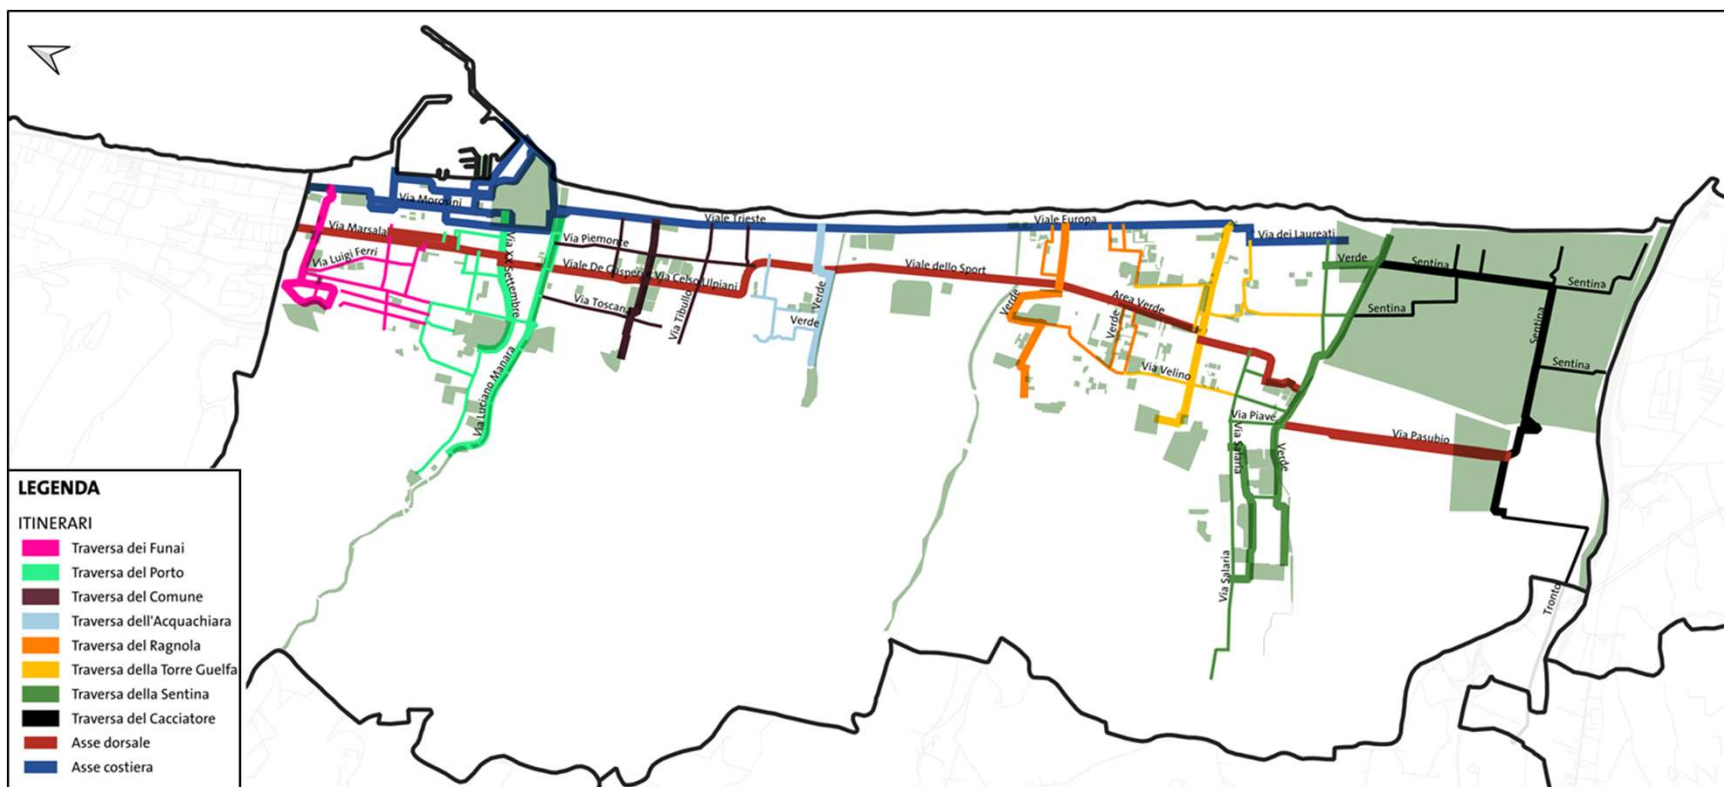 Via Morosini
Via Marsala
Via Luigi Ferri
Via XX Settembre
Via Luciano Manara
Via Piemonte
Viale De Gasperi
Via Celso Ulpiani
Via Toscana
Via Tibullo
Viale Trieste
Verde
Verde
Viale dello Sport
Viale Europa
Verde
Area Verde
Verde
Via Velino
Via dei Laureati
Verde
Via Piave
Via Salaria
Verde
Via Salaria
Via Pasubio
Sentina
Sentina
Sentina
Sentina
Sentina
Tronto
LEGENDA
ITINERARI
Traversa dei Funai
Traversa del Porto
Traversa del Comune
Traversa dell'Acquachiara
Traversa del Ragnola
Traversa della Torre Guelfa
Traversa della Sentina
Traversa del Cacciatore
Asse dorsale
Asse costiera